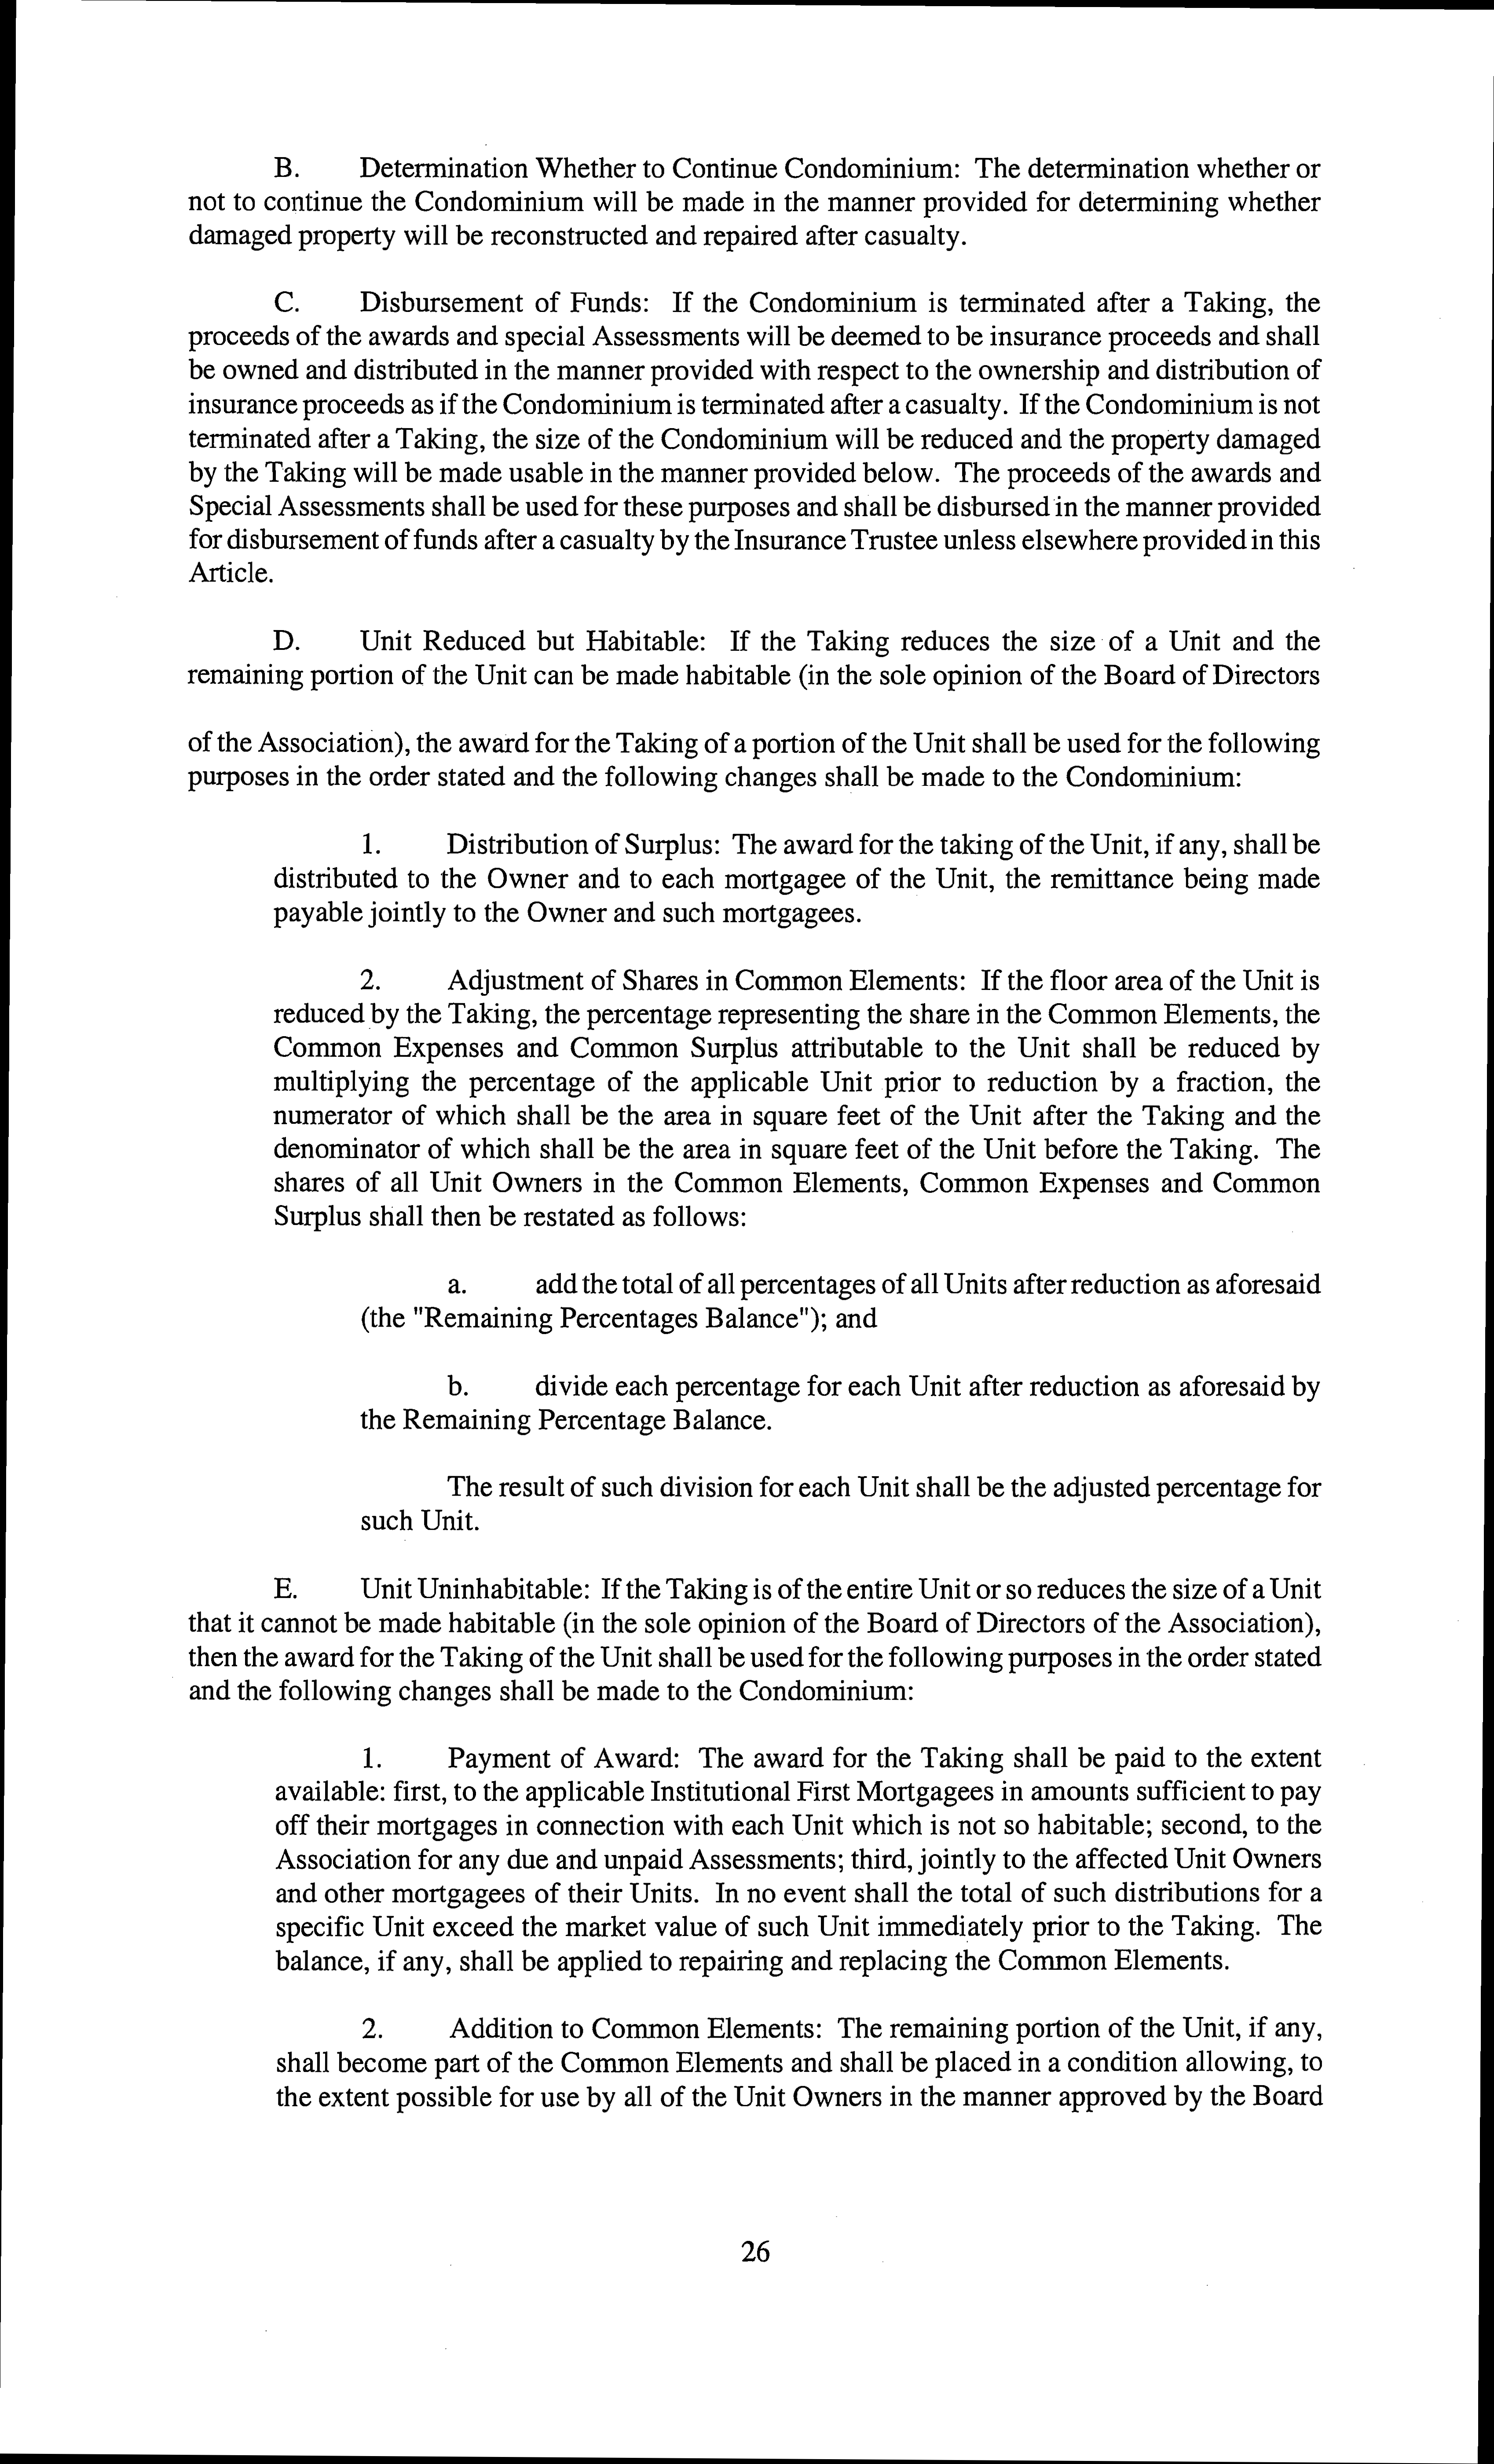 B. Determination Whether to Continue Condominium: The determination whether or
not to continue the Condominium will be made in the manner provided for determining whether
damaged property will be reconstructed and repaired after casualty.
C. Disbursement of Funds: If the Condominium is terminated after a Taking, the
proceeds of the awards and special Assessments will be deemed to be insurance proceeds and shall
be owned and distributed in the manner provided with respect to the ownership and distribution of
insurance proceeds as if the Condominium is terminated after a casualty. If the Condominium is not
terminated after a Taking, the size of the Condominium will be reduced and the property damaged
by the Taking will be made usable in the manner provided below. The proceeds of the awards and
Special Assessments shall be used for these purposes and shall be disbursed in the manner provided
for disbursement of funds after a casualty by the Insurance Trustee unless elsewhere provided in this
Article.
D. Unit Reduced but Habitable: If the Taking reduces the size of a Unit and the
remaining portion of the Unit can be made habitable (in the sole opinion of the Board of Directors
of the Association), the award for the Taking of a portion of the Unit shall be used for the following
purposes in the order stated and the following changes shall be made to the Condominium:
1. Distribution of Surplus: The award for the taking of the Unit, if any, shall be
distributed to the Owner and to each mortgagee of the Unit, the remittance being made
payable jointly to the Owner and such mortgagees.
2. Adjustment of Shares in Common Elements: If the floor area of the Unit is
reduced by the Taking, the percentage representing the share in the Common Elements, the
Common Expenses and Common Surplus attributable to the Unit shall be reduced by
multiplying the percentage of the applicable Unit prior to reduction by a fraction, the
numerator of which shall be the area in square feet of the Unit after the Taking and the
denominator of which shall be the area in square feet of the Unit before the Taking. The
shares of all Unit Owners in the Common Elements, Common Expenses and Common
Surplus shall then be restated as follows:
a. add the total of all percentages of all Units after reduction as aforesaid
(the "Remaining Percentages Balance"); and
b. divide each percentage for each Unit after reduction as aforesaid by
the Remaining Percentage Balance.
The result of such division for each Unit shall be the adjusted percentage for
such Unit.
E. Unit Uninhabitable: If the Taking is of the entire Unit or so reduces the size of a Unit
that it cannot be made habitable (in the sole opinion of the Board of Directors of the Association),
then the award for the Taking of the Unit shall be used for the following purposes in the order stated
and the following changes shall be made to the Condominium:
1. Payment of Award: The award for the Taking shall be paid to the extent
available: first, to the applicable Institutional First Mortgagees in amounts sufficient to pay
off their mortgages in connection with each Unit which is not so habitable; second, to the
Association for any due and unpaid Assessments; third, jointly to the affected Unit Owners
and other mortgagees of their Units. In no event shall the total of such distributions for a
specific Unit exceed the market value of such Unit immediately prior to the Taking. The
balance, if any, shall be applied to repairing and replacing the Common Elements.
2. Addition to Common Elements: The remaining portion of the Unit, if any,
shall become part of the Common Elements and shall be placed in a condition allowing, to
the extent possible for use by all of the Unit Owners in the manner approved by the Board
26